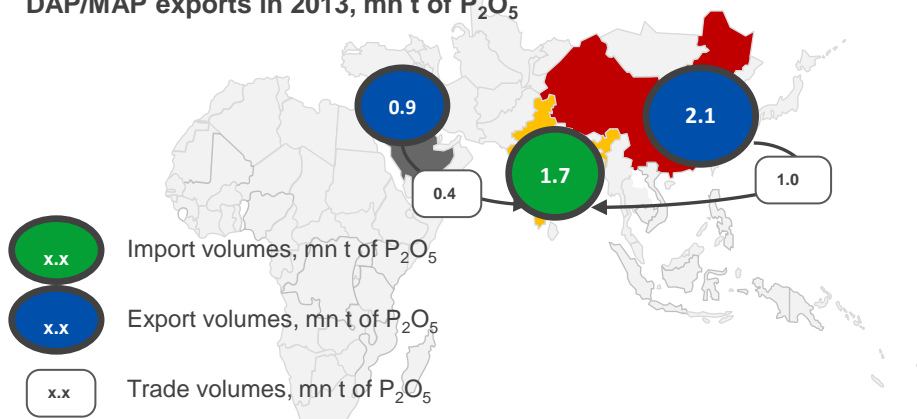 DAP/MAP exports in 2013, mn t of P₂O₅
0.9
2.1
1.7
0.4
1.0
x.x Import volumes, mn t of P₂O₅
x.x Export volumes, mn t of P₂O₅
x.x Trade volumes, mn t of P₂O₅